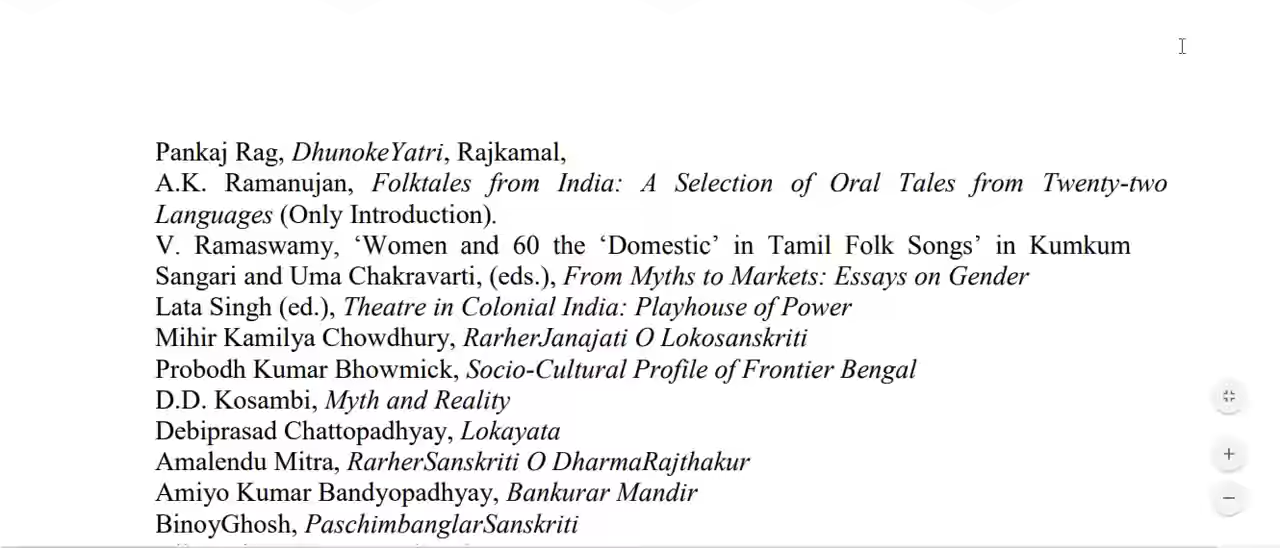 Pankaj Rag, DhunokeYatri, Rajkamal,
A.K. Ramanujan, Folktales from India: A Selection of Oral Tales from Twenty-two
Languages (Only Introduction).
V. Ramaswamy, ‘Women and 60 the ‘Domestic’ in Tamil Folk Songs’ in Kumkum
Sangari and Uma Chakravarti, (eds.), From Myths to Markets: Essays on Gender
Lata Singh (ed.), Theatre in Colonial India: Playhouse of Power
Mihir Kamilya Chowdhury, RarherJanajati O Lokosanskriti
Probodh Kumar Bhowmick, Socio-Cultural Profile of Frontier Bengal
D.D. Kosambi, Myth and Reality
Debiprasad Chattopadhyay, Lokayata
Amalendu Mitra, RarherSanskriti O DharmaRajthakur
Amiyo Kumar Bandyopadhyay, Bankurar Mandir
BinoyGhosh, PaschimbanglarSanskriti